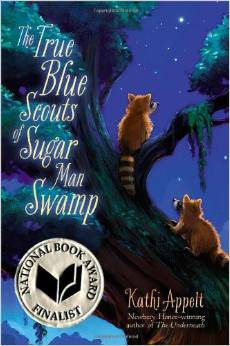 The
True
Blue
Scouts
of Sugar
Man
Swamp
NATIONAL BOOK AWARD
FINALIST
Kathi Appelt
Newbery Honor-winning
author of The Underneath